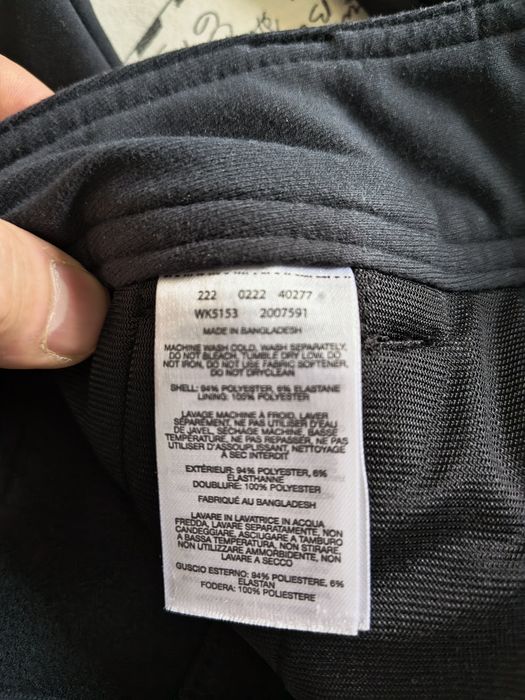 222 0222 40277
WK5153 2007591
MADE IN BANGLADESH
MACHINE WASH COLD, WASH SEPARATELY,
DO NOT BLEACH, TUMBLE DRY LOW, DO
NOT IRON, DO NOT USE FABRIC SOFTENER,
DO NOT DRYCLEAN
SHELL: 94% POLYESTER, 6% ELASTANE
LINING: 100% POLYESTER
LAVAGE MACHINE À FROID, LAVER
SÉPARÉMENT, NE PAS UTILISER D'EAU
DE JAVEL, SÉCHAGE MACHINE, BASSE
TEMPÉRATURE, NE PAS REPASSER, NE PAS
UTILISER D'ASSOUPLISSANT, NETTOYAGE
À SEC INTERDIT
EXTÉRIEUR: 94% POLYESTER, 6%
ÉLASTHANNE
DOUBLURE: 100% POLYESTER
FABRIQUÉ AU BANGLADESH
LAVARE IN LAVATRICE IN ACQUA
FREDDA, LAVARE SEPARATAMENTE, NON
CANDEGGIARE, ASCIUGARE A TAMBURO
A BASSA TEMPERATURA, NON STIRARE,
NON UTILIZZARE AMMORBIDENTE, NON
LAVARE A SECCO
GUSCIO ESTERNO: 94% POLIESTERE, 6%
ELASTAN
FODERA: 100% POLIESTERE